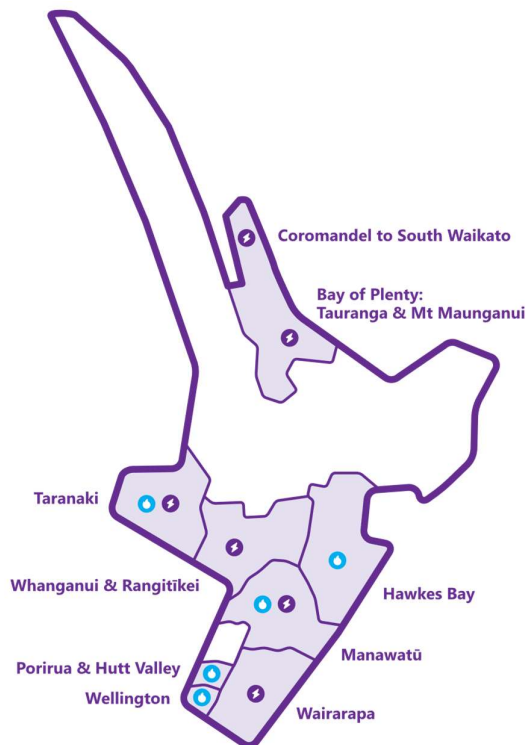 Coromandel to South Waikato
Bay of Plenty:
Tauranga & Mt Maunganui
Taranaki
Whanganui & Rangitīkei
Hawkes Bay
Manawatū
Porirua & Hutt Valley
Wellington
Wairarapa